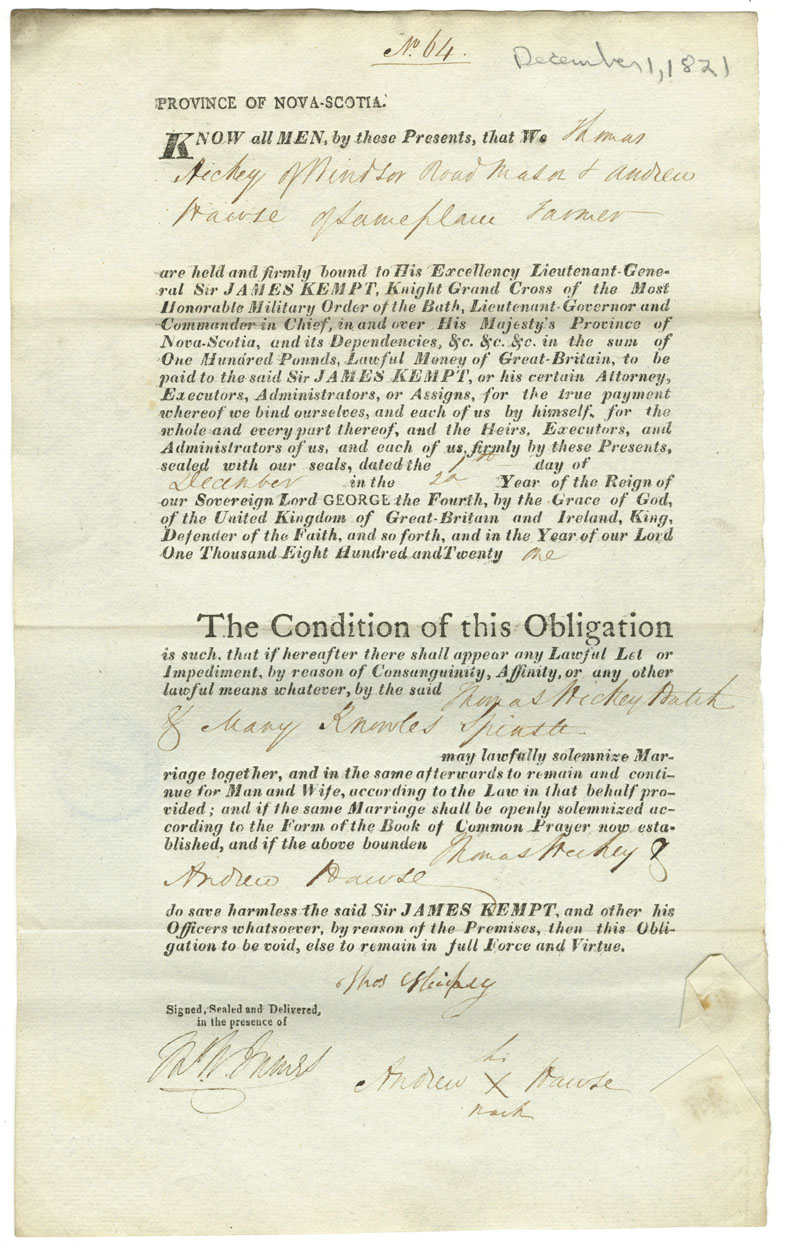 No. 64.
December 1, 1821
PROVINCE OF NOVA-SCOTIA.
KNOW all MEN, by these Presents, that We Thomas
Hickey of Windsor Road Mason & Andrew
Hawse of Same place Farmer
are held and firmly bound to His Excellency Lieutenant-Gene-
ral Sir JAMES KEMPT, Knight Grand Cross of the Most
Honorable Military Order of the Bath, Lieutenant-Governor and
Commander in Chief, in and over His Majesty's Province of
Nova-Scotia, and its Dependencies, &c. &c. &c. in the sum of
One Hundred Ponnds, Lawful Money of Great-Britain, to be
paid to the said Sir JAMES KEMPT, or his certain Attorney,
Executors, Administrators, or Assigns, for the true payment
whereof we bind ourselves, and each of us by himself, for the
whole and every part thereof, and the Heirs, Executors, and
Administrators of us, and each of us, firmly by these Presents,
sealed with our seals, dated the 1st day of
December in the 2d Year of the Reign of
our Sovereign Lord GEORGE the Fourth, by the Grace of God,
of the United Kingdom of Great-Britain and Ireland, King,
Defender of the Faith, and so forth, and in the Year of our Lord
One Thousand Eight Hundred and Twenty one
The Condition of this Obligation
is such, that if hereafter there shall appear any Lawful Let or
Impediment, by reason of Consanguinity, Affinity, or any other
lawful means whatever, by the said Thomas Hickey Batch
& Mary Knowles Spinster
may lawfully solemnize Mar-
riage together, and in the same afterwards to remain and conti-
nue for Man and Wife, according to the Law in that behalf pro-
vided; and if the same Marriage shall be openly solemnized ac-
cording to the Form of the Book of Common Prayer now esta-
blished, and if the above bounden Thomas Hickey &
Andrew Hawse
do save harmless the said Sir JAMES KEMPT, and other his
Officers whatsoever, by reason of the Premises, then this Obli-
gation to be void, else to remain in full Force and Virtue.
Thos Hickey
Signed, Sealed and Delivered,
in the presence of
his
Andrew X Hawse
mark